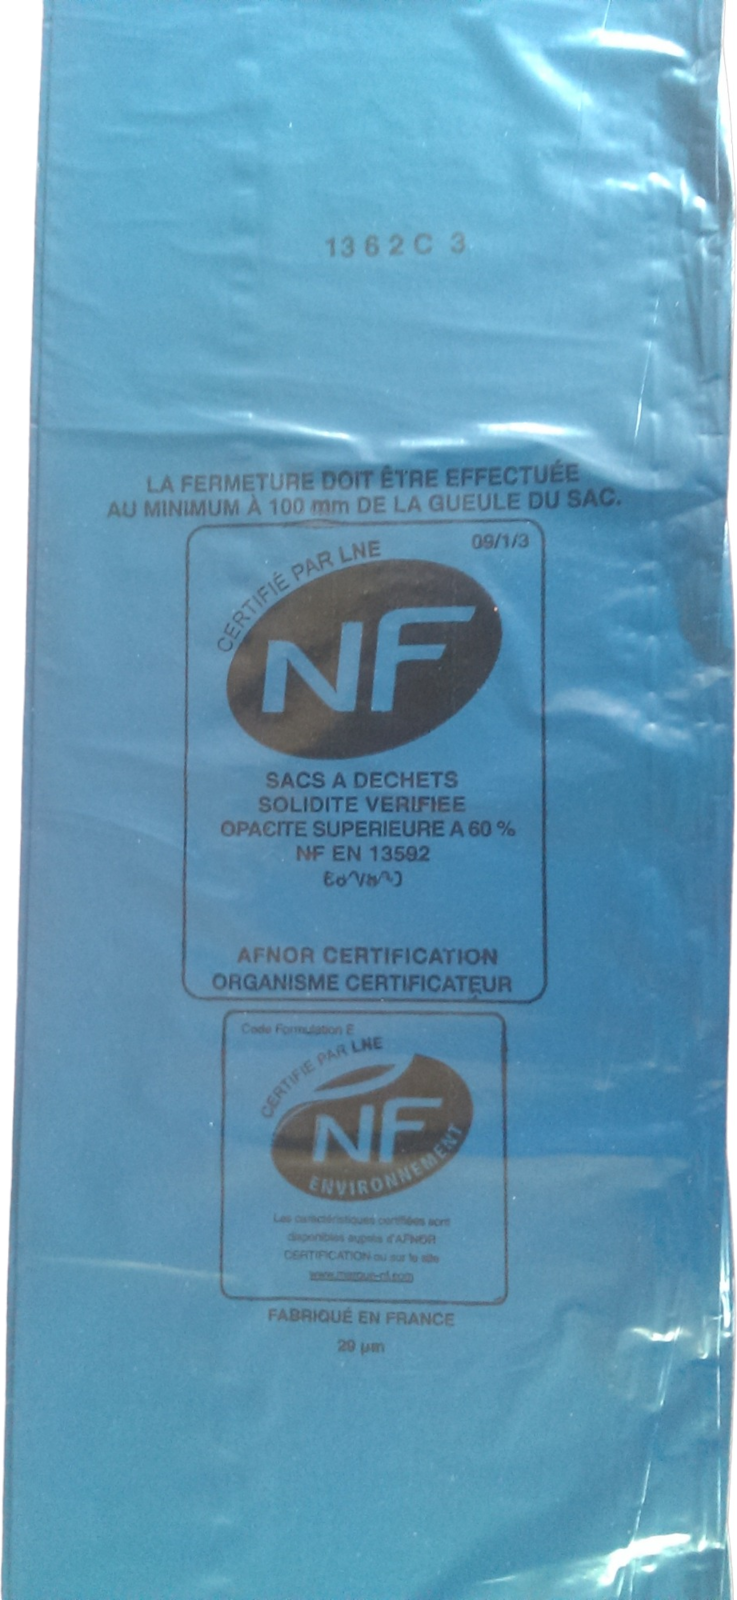 1362C 3
LA FERMETURE DOIT ÊTRE EFFECTUÉE
AU MINIMUM À 100 mm DE LA GUEULE DU SAC.
09/1/3
CERTIFIÉ PAR LNE
NF
SACS A DECHETS
SOLIDITE VERIFIEE
OPACITE SUPERIEURE A 60 %
NF EN 13592
AFNOR CERTIFICATION
ORGANISME CERTIFICATEUR
Code Formulation E
CERTIFIE PAR LNE
NF
ENVIRONNEMENT
Les caractéristiques certifiées sont
disponibles auprès d'AFNOR
CERTIFICATION ou sur le site
www.marque-nf.com
FABRIQUÉ EN FRANCE
29 µm